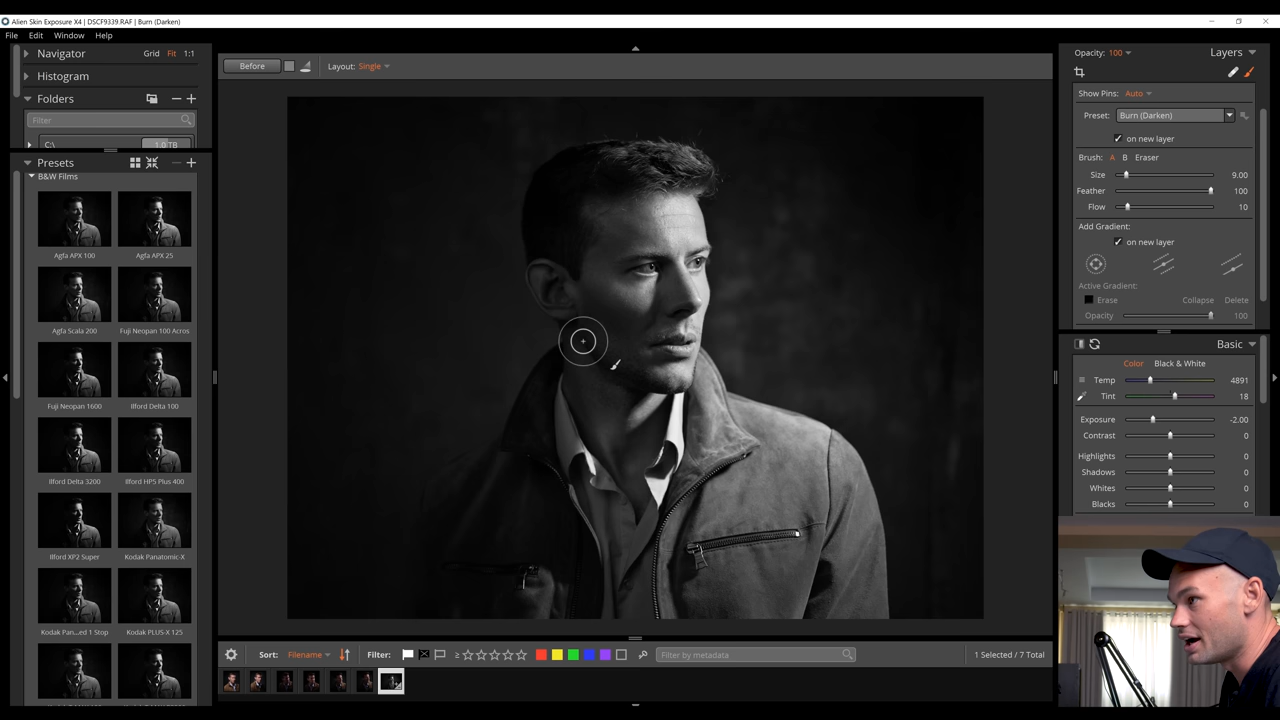 Alien Skin Exposure X4 | DSCF9339.RAF | Burn (Darken)
File Edit Window Help
Navigator Grid Fit 1:1
Histogram
Folders
Filter
C:\ 1.0 TB
Presets
B&W Films
Agfa APX 100 Agfa APX 25
Agfa Scala 200 Fuji Neopan 100 Acros
Fuji Neopan 1600 Ilford Delta 100
Ilford Delta 3200 Ilford HP5 Plus 400
Ilford XP2 Super Kodak Panatomic-X
Kodak Pan...ed 1 Stop Kodak PLUS-X 125
Before Layout: Single
Opacity: 100 Layers
Show Pins: Auto
Preset: Burn (Darken)
on new layer
Brush: A B Eraser
Size 9.00
Feather 100
Flow 10
Add Gradient:
on new layer
Active Gradient:
Erase Collapse Delete
Opacity 100
Basic
Color Black & White
Temp 4891
Tint 18
Exposure -2.00
Contrast 0
Highlights 0
Shadows 0
Whites 0
Blacks 0
Sort: Filename Filter: ≥ Filter by metadata 1 Selected / 7 Total